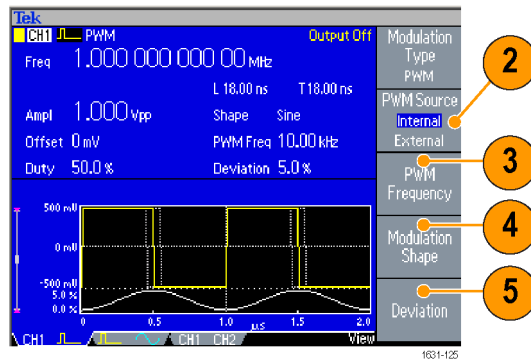 Tek
CH1 PWM Output Off
Freq 1.000 000 000 00 MHz
L 18.00 ns T18.00 ns
Ampl 1.000 Vpp Shape Sine
Offset 0 mV PWM Freq 10.00 kHz
Duty 50.0 % Deviation 5.0 %
500 mV
0 mV
-500 mV
5.0 %
0.0 %
0 0.5 1.0 µs 1.5 2.0
CH1 CH1 CH2 View
Modulation
Type
PWM
PWM Source
Internal
External
PWM
Frequency
Modulation
Shape
Deviation
2
3
4
5
1631-125